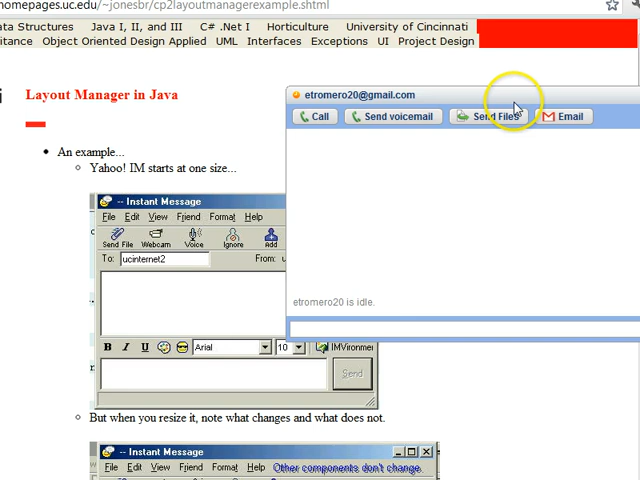 homepages.uc.edu/~jonesbr/cp2layoutmanagerexample.shtml
ata Structures Java I, II, and III C# .Net I Horticulture University of Cincinnati
itance Object Oriented Design Applied UML Interfaces Exceptions UI Project Design
Layout Manager in Java
An example...
Yahoo! IM starts at one size...
-- Instant Message
File Edit View Friend Format Help
Send File Webcam Voice Ignore Add
To: ucinternet2 From:
B I U Arial 10 IMVironmen
Send
etromero20@gmail.com
Call Send voicemail Send Files Email
etromero20 is idle.
But when you resize it, note what changes and what does not.
-- Instant Message
File Edit View Friend Format Help Other components don't change.